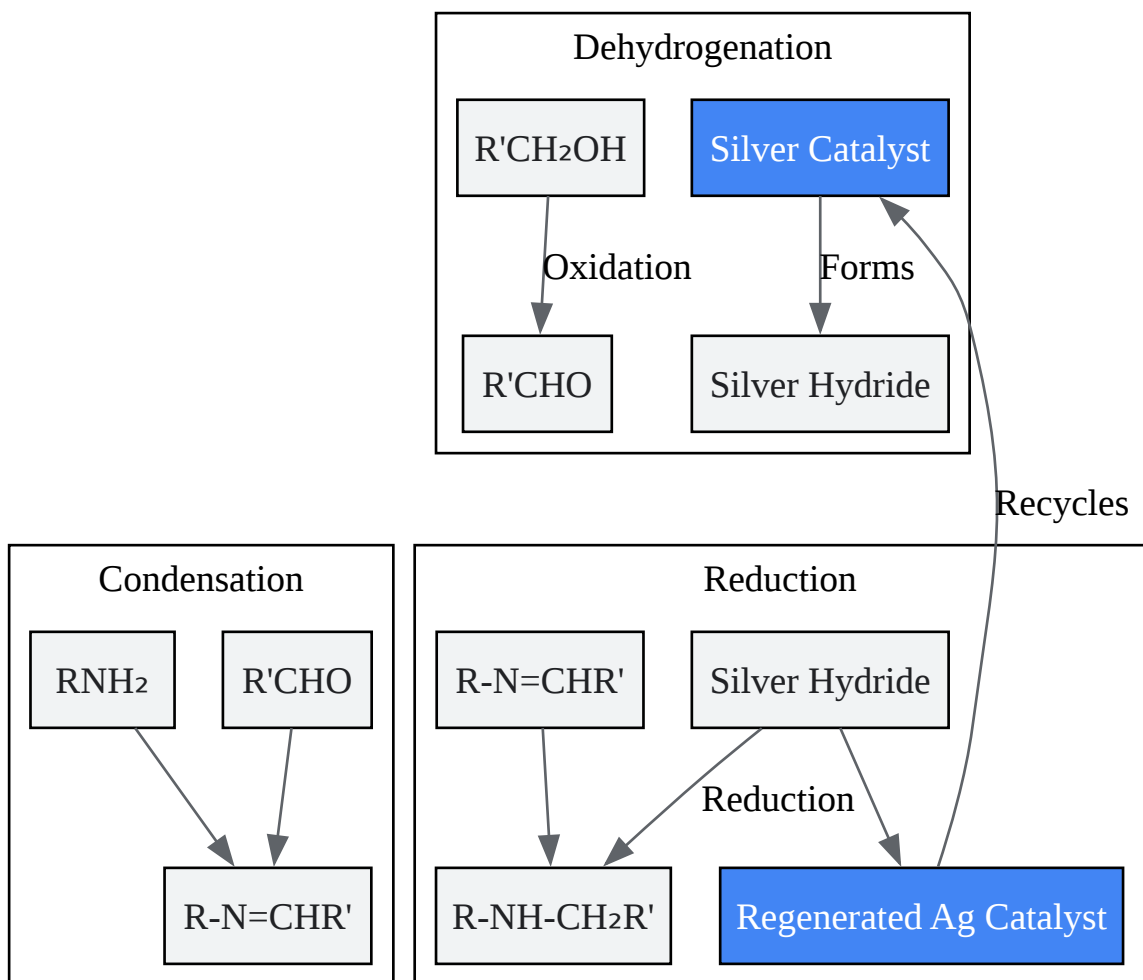 Dehydrogenation
R'CH₂OH
Silver Catalyst
Oxidation
Forms
R'CHO
Silver Hydride
Recycles
Condensation
Reduction
RNH₂
R'CHO
R-N=CHR'
Silver Hydride
Reduction
R-N=CHR'
R-NH-CH₂R'
Regenerated Ag Catalyst